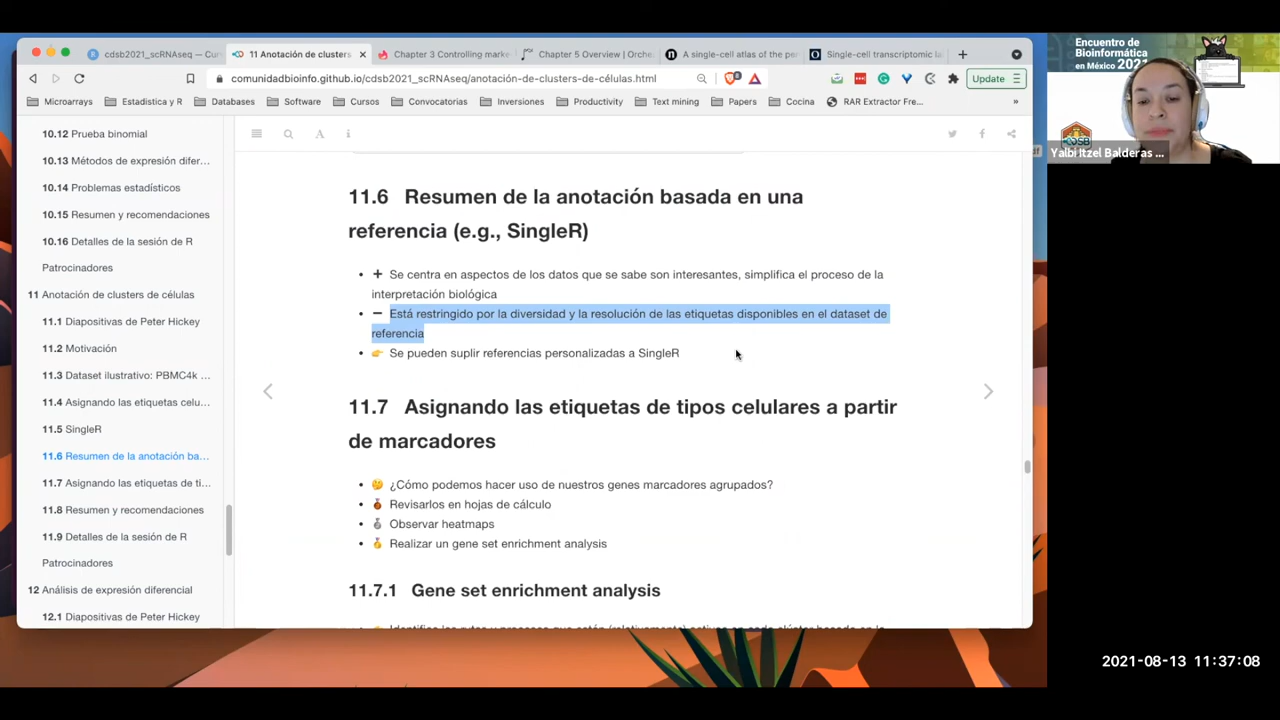 cdsb2021_scRNAseq — Cur
11 Anotación de clusters
Chapter 3 Controlling marke
Chapter 5 Overview | Orche
A single-cell atlas of the per
Single-cell transcriptomic
comunidadbioinfo.github.io/cdsb2021_scRNAseq/anotación-de-clusters-de-células.html
Update
Microarrays
Estadistica y R
Databases
Software
Cursos
Convocatorias
Inversiones
Productivity
Text mining
Papers
Cocina
RAR Extractor Fre...
»
10.12 Prueba binomial
10.13 Métodos de expresión difer...
10.14 Problemas estadísticos
10.15 Resumen y recomendaciones
10.16 Detalles de la sesión de R
Patrocinadores
11 Anotación de clusters de células
11.1 Diapositivas de Peter Hickey
11.2 Motivación
11.3 Dataset ilustrativo: PBMC4k ...
11.4 Asignando las etiquetas celu...
11.5 SingleR
11.6 Resumen de la anotación ba...
11.7 Asignando las etiquetas de ti...
11.8 Resumen y recomendaciones
11.9 Detalles de la sesión de R
Patrocinadores
12 Análisis de expresión diferencial
12.1 Diapositivas de Peter Hickey
11.6 Resumen de la anotación basada en una
referencia (e.g., SingleR)
Se centra en aspectos de los datos que se sabe son interesantes, simplifica el proceso de la
interpretación biológica
Está restringido por la diversidad y la resolución de las etiquetas disponibles en el dataset de
referencia
Se pueden suplir referencias personalizadas a SingleR
11.7 Asignando las etiquetas de tipos celulares a partir
de marcadores
¿Cómo podemos hacer uso de nuestros genes marcadores agrupados?
Revisarlos en hojas de cálculo
Observar heatmaps
Realizar un gene set enrichment analysis
11.7.1 Gene set enrichment analysis
Encuentro de
Bioinformática
en México 2021
Yalbi Itzel Balderas ...
2021-08-13 11:37:08